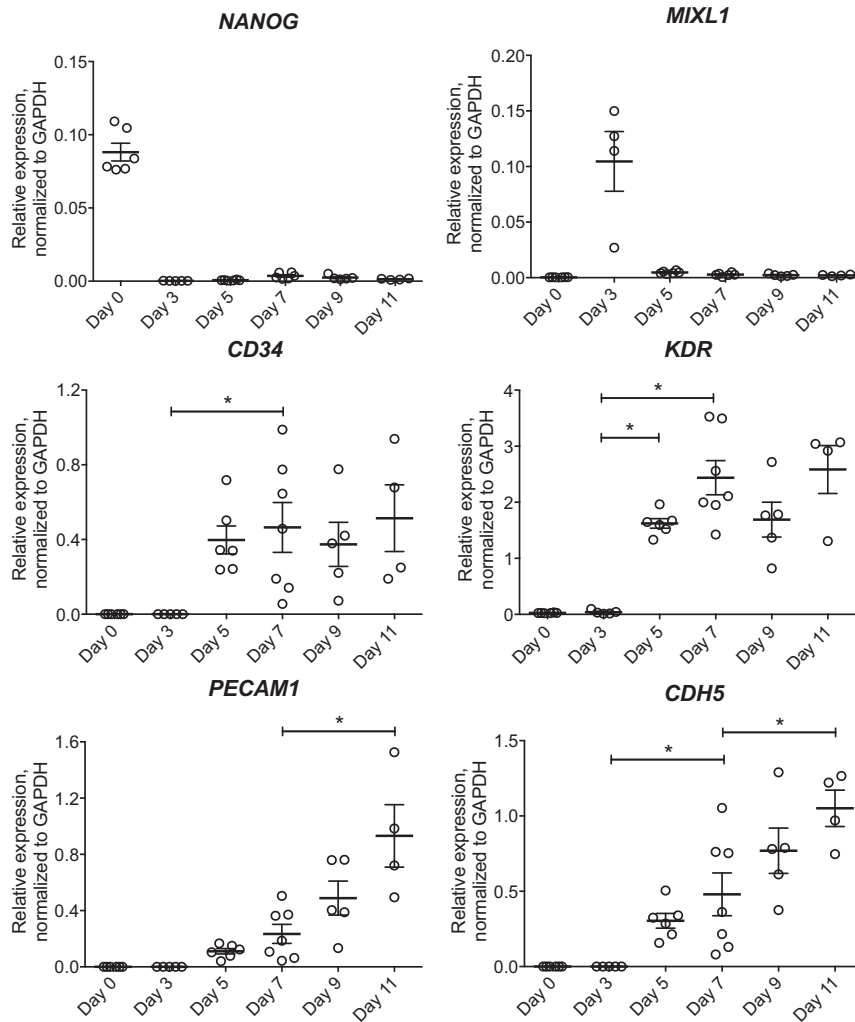 NANOG
Relative expression,
normalized to GAPDH
0.15
0.10
0.05
0.00
Day 0
Day 3
Day 5
Day 7
Day 9
Day 11
MIXL1
Relative expression,
normalized to GAPDH
0.20
0.15
0.10
0.05
0.00
Day 0
Day 3
Day 5
Day 7
Day 9
Day 11
CD34
Relative expression,
normalized to GAPDH
1.2
0.8
0.4
0.0
*
Day 0
Day 3
Day 5
Day 7
Day 9
Day 11
KDR
Relative expression,
normalized to GAPDH
4
3
2
1
0
*
*
Day 0
Day 3
Day 5
Day 7
Day 9
Day 11
PECAM1
Relative expression,
normalized to GAPDH
1.6
1.2
0.8
0.4
0.0
*
Day 0
Day 3
Day 5
Day 7
Day 9
Day 11
CDH5
Relative expression,
normalized to GAPDH
1.5
1.0
0.5
0.0
*
*
Day 0
Day 3
Day 5
Day 7
Day 9
Day 11